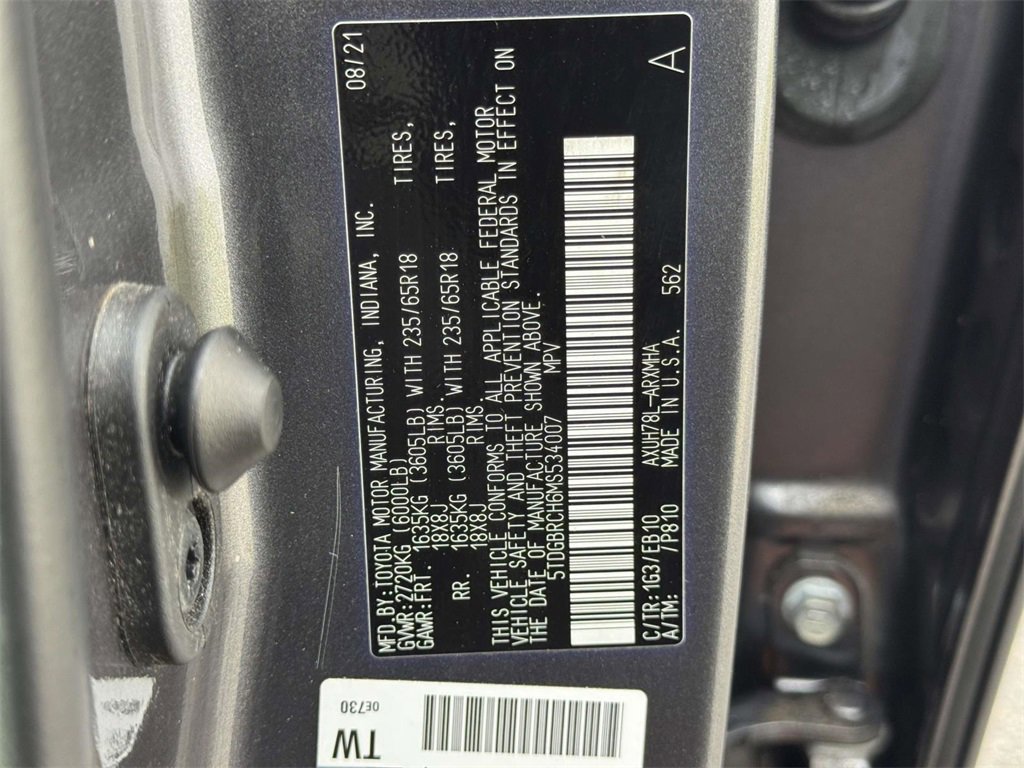 MFD.BY:TOYOTA MOTOR MANUFACTURING, INDIANA, INC. 08/21
GVWR:2720KG (6000LB)
GAWR:FRT. 1635KG (3605LB) WITH 235/65R18 TIRES,
18X8J RIMS.
RR. 1635KG (3605LB) WITH 235/65R18 TIRES,
18X8J RIMS.
THIS VEHICLE CONFORMS TO ALL APPLICABLE FEDERAL MOTOR
VEHICLE SAFETY AND THEFT PREVENTION STANDARDS IN EFFECT ON
THE DATE OF MANUFACTURE SHOWN ABOVE.
5TDGBRCH6MS534007 MPV
C/TR:1G3/EB10 AXUH78L-ARXMHA
A/TM: /P810 MADE IN U.S.A. 562 A
TW 0E730